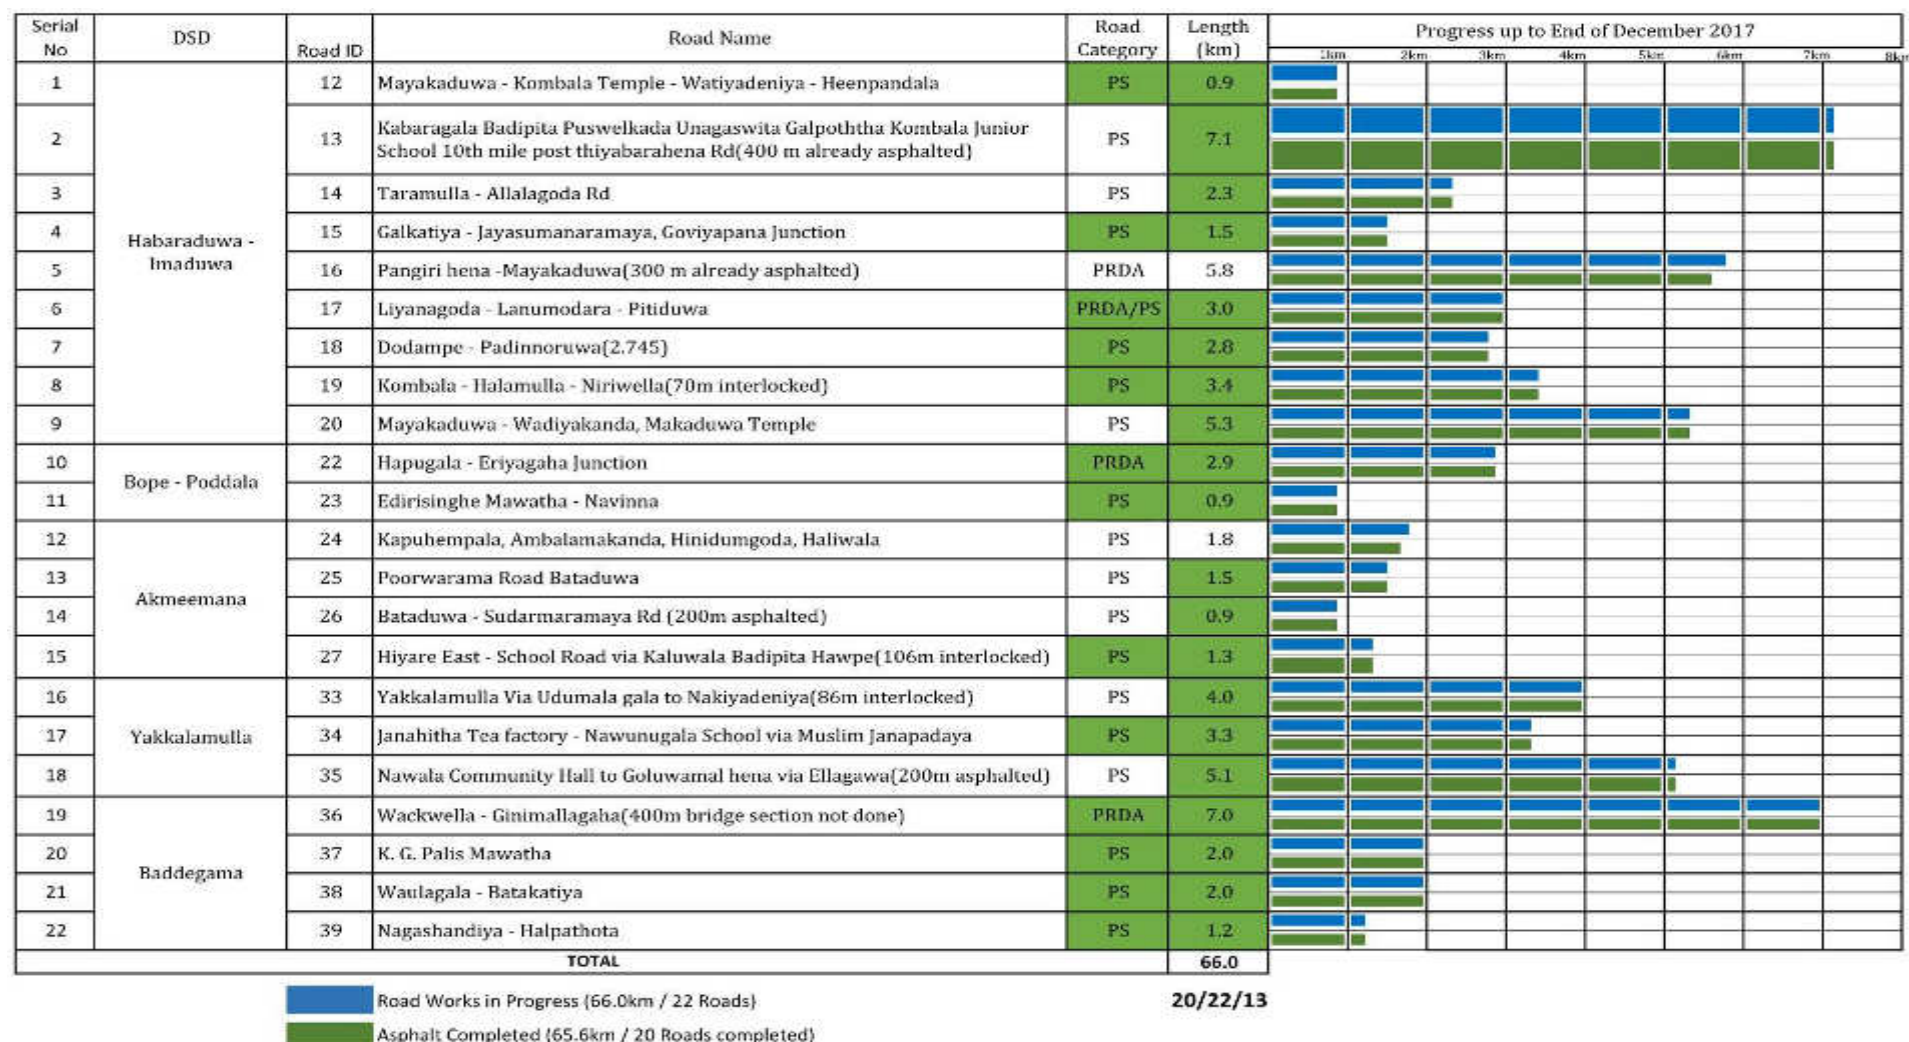 Serial No DSD Road ID Road Name Road Category Length (km) Progress up to End of December 2017
1km 2km 3km 4km 5km 6km 7km 8km
1 12 Mayakaduwa - Kombala Temple - Watiyadeniya - Heenpandala PS 0.9
2 13 Kabaragala Badipita Puswelkada Unagaswita Galpoththa Kombala Junior
School 10th mile post thiyabarahena Rd(400 m already asphalted) PS 7.1
3 14 Taramulla - Allalagoda Rd PS 2.3
Habaraduwa - Imaduwa
4 15 Galkatiya - Jayasumanaramaya, Goviyapana Junction PS 1.5
5 16 Pangiri hena -Mayakaduwa(300 m already asphalted) PRDA 5.8
6 17 Liyanagoda - Lanumodara - Pitiduwa PRDA/PS 3.0
7 18 Dodampe - Padinnoruwa(2.745) PS 2.8
8 19 Kombala - Halamulla - Niriwella(70m interlocked) PS 3.4
9 20 Mayakaduwa - Wadiyakanda, Makaduwa Temple PS 5.3
Bope - Poddala
10 22 Hapugala - Eriyagaha Junction PRDA 2.9
11 23 Edirisinghe Mawatha - Navinna PS 0.9
Akmeemana
12 24 Kapuhempala, Ambalamakanda, Hinidumgoda, Haliwala PS 1.8
13 25 Poorwarama Road Bataduwa PS 1.5
14 26 Bataduwa - Sudarmaramaya Rd (200m asphalted) PS 0.9
15 27 Hiyare East - School Road via Kaluwala Badipita Hawpe(106m interlocked) PS 1.3
Yakkalamulla
16 33 Yakkalamulla Via Udumala gala to Nakiyadeniya(86m interlocked) PS 4.0
17 34 Janahitha Tea factory - Nawunugala School via Muslim Janapadaya PS 3.3
18 35 Nawala Community Hall to Goluwamal hena via Ellagawa(200m asphalted) PS 5.1
Baddegama
19 36 Wackwella - Ginimallagaha(400m bridge section not done) PRDA 7.0
20 37 K. G. Palis Mawatha PS 2.0
21 38 Waulagala - Batakatiya PS 2.0
22 39 Nagashandiya - Halpathota PS 1.2
TOTAL 66.0
Road Works in Progress (66.0km / 22 Roads) 20/22/13
Asphalt Completed (65.6km / 20 Roads completed)